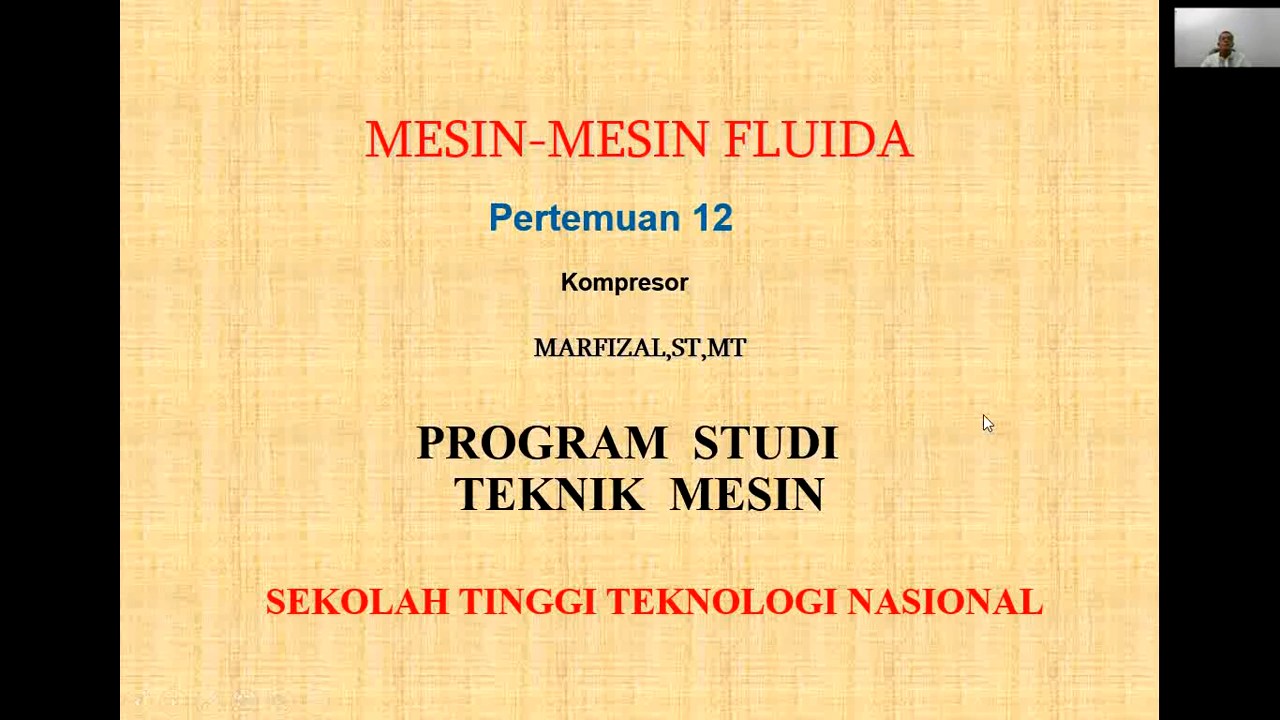 MESIN-MESIN FLUIDA
Pertemuan 12
Kompresor
MARFIZAL,ST,MT
PROGRAM STUDI
TEKNIK MESIN
SEKOLAH TINGGI TEKNOLOGI NASIONAL